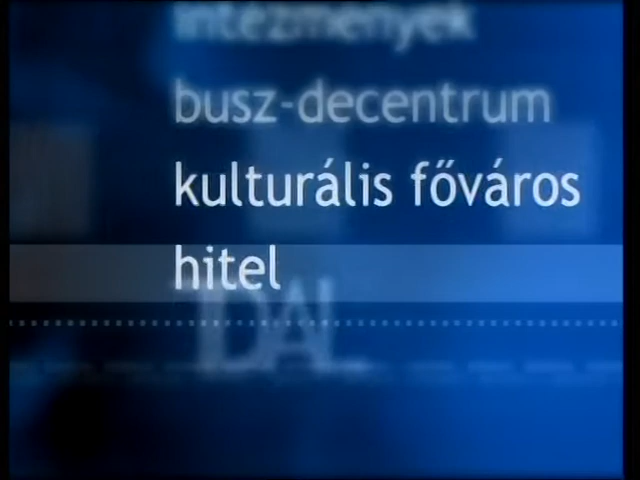 intézmények
busz-decentrum
kulturális főváros
hitel